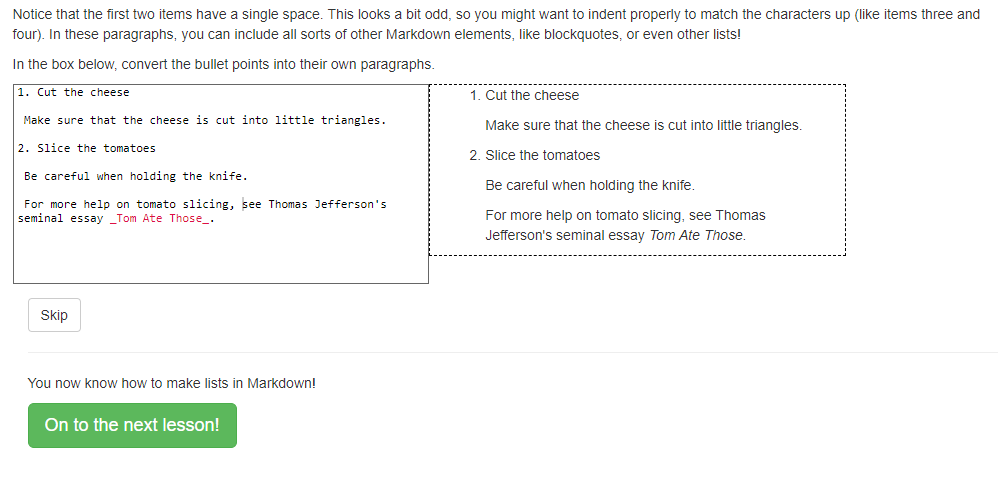 Notice that the first two items have a single space. This looks a bit odd, so you might want to indent properly to match the characters up (like items three and
four). In these paragraphs, you can include all sorts of other Markdown elements, like blockquotes, or even other lists!
In the box below, convert the bullet points into their own paragraphs.
1. Cut the cheese
Make sure that the cheese is cut into little triangles.
2. Slice the tomatoes
Be careful when holding the knife.
For more help on tomato slicing, see Thomas Jefferson's
seminal essay _Tom Ate Those_.
1. Cut the cheese
Make sure that the cheese is cut into little triangles.
2. Slice the tomatoes
Be careful when holding the knife.
For more help on tomato slicing, see Thomas
Jefferson's seminal essay Tom Ate Those.
Skip
You now know how to make lists in Markdown!
On to the next lesson!